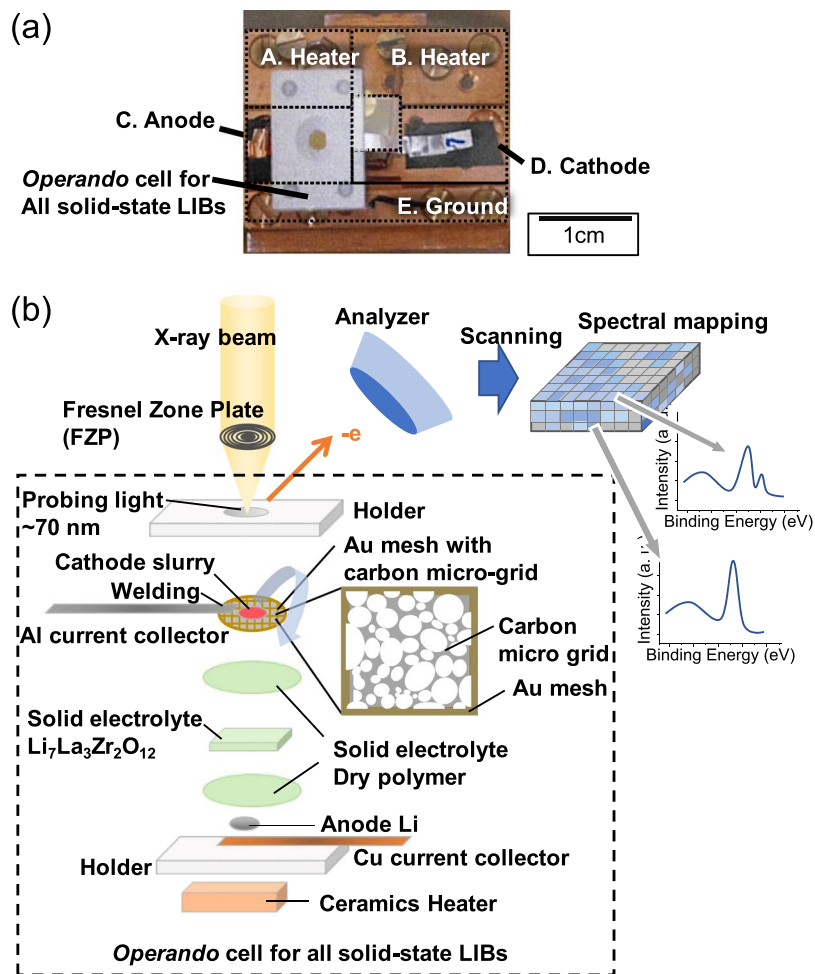 (a)
A. Heater
B. Heater
C. Anode
Operando cell for
All solid-state LIBs
D. Cathode
E. Ground
1cm
(b)
X-ray beam
Analyzer
Scanning
Spectral mapping
Fresnel Zone Plate
(FZP)
-e
Intensity (a.
Binding Energy (eV)
Probing light
~70 nm
Holder
Cathode slurry
Welding
Al current collector
Au mesh with
carbon micro-grid
Intensity (a.
Binding Energy (eV)
Carbon
micro grid
Au mesh
Solid electrolyte
Li₇La₃Zr₂O₁₂
Solid electrolyte
Dry polymer
Anode Li
Holder
Cu current collector
Ceramics Heater
Operando cell for all solid-state LIBs